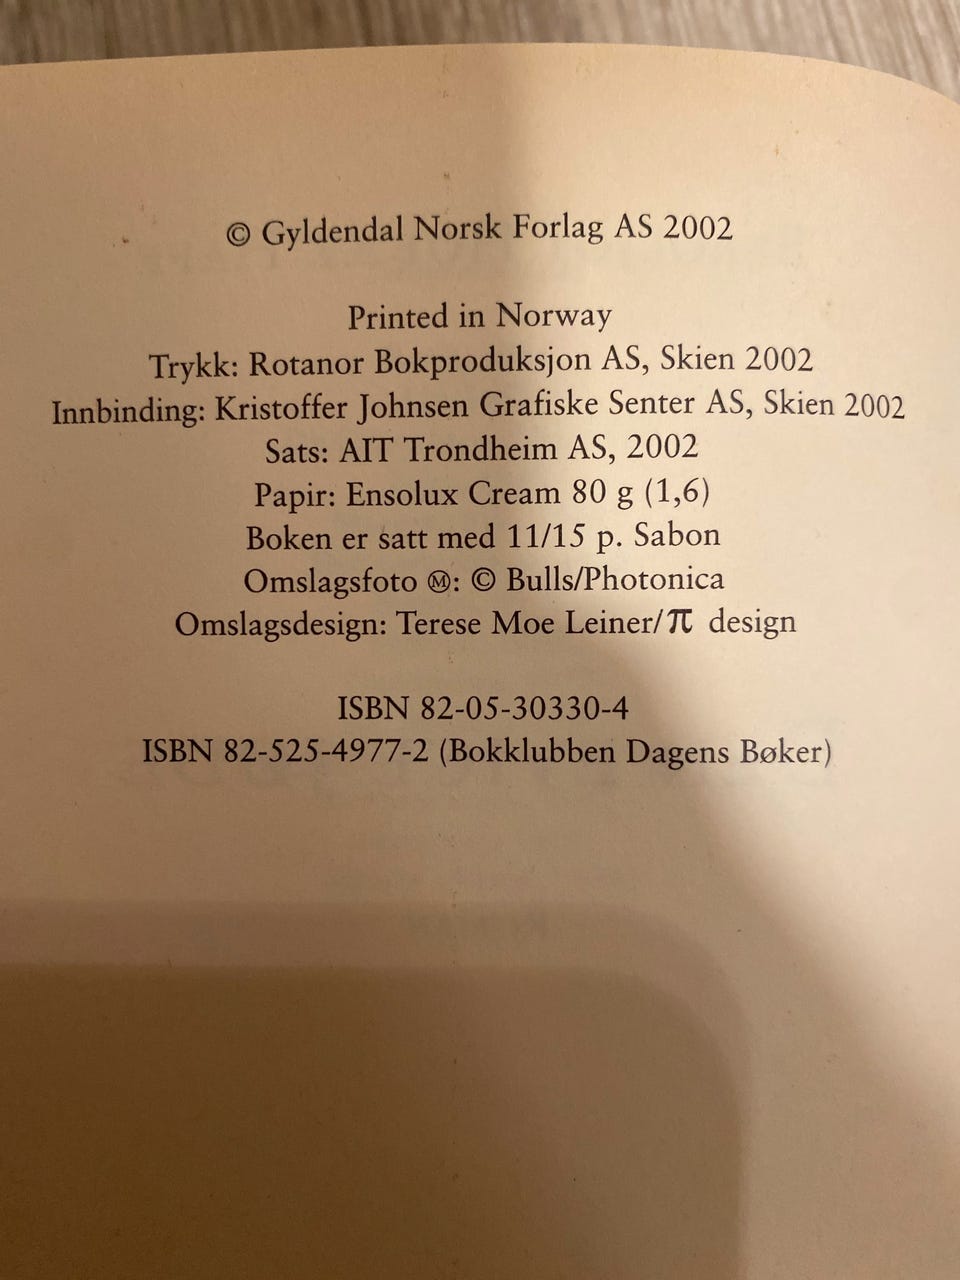 © Gyldendal Norsk Forlag AS 2002
Printed in Norway
Trykk: Rotanor Bokproduksjon AS, Skien 2002
Innbinding: Kristoffer Johnsen Grafiske Senter AS, Skien 2002
Sats: AIT Trondheim AS, 2002
Papir: Ensolux Cream 80 g (1,6)
Boken er satt med 11/15 p. Sabon
Omslagsfoto Ⓜ: © Bulls/Photonica
Omslagsdesign: Terese Moe Leiner/π design
ISBN 82-05-30330-4
ISBN 82-525-4977-2 (Bokklubben Dagens Bøker)